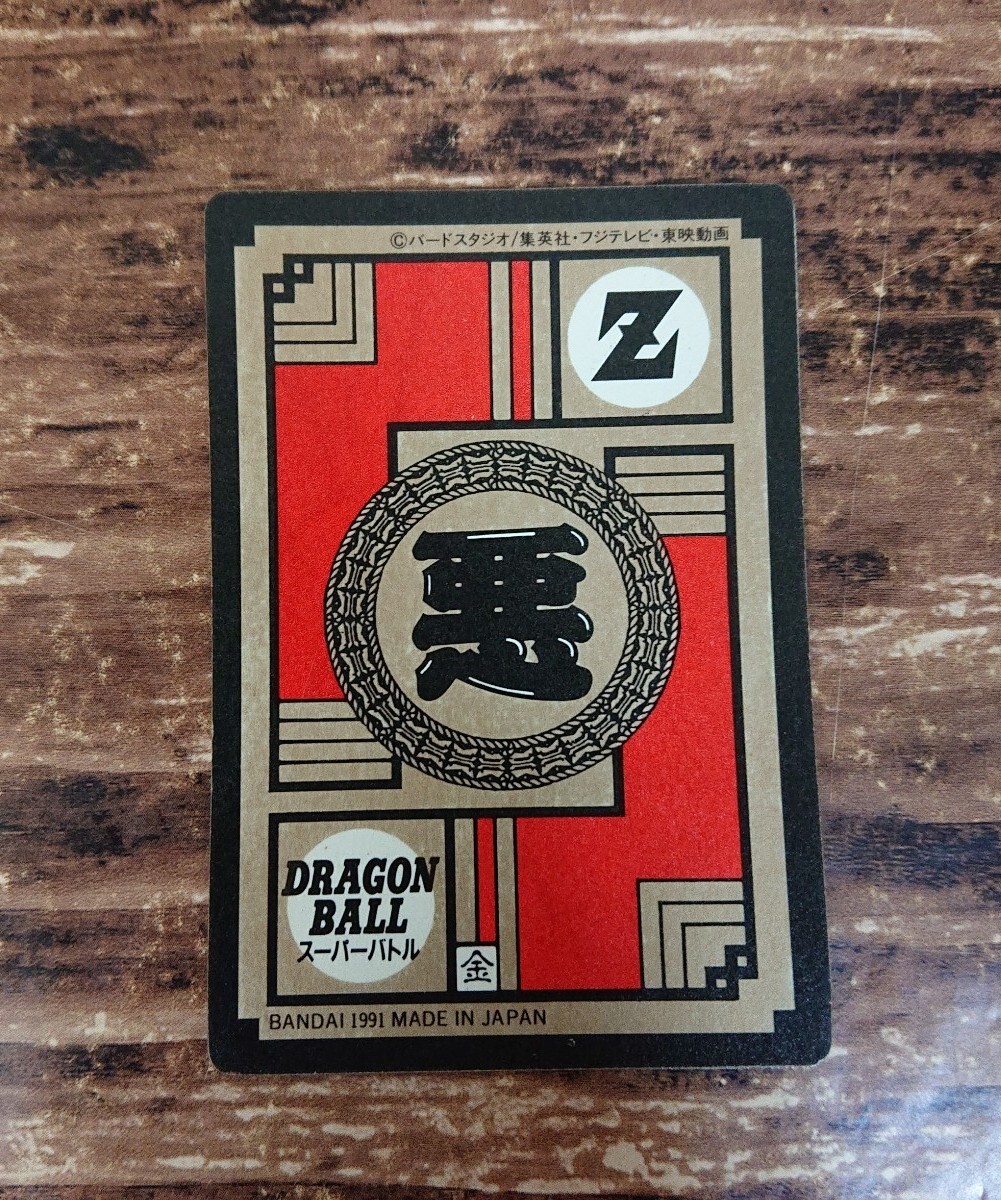 ©バードスタジオ/集英社・フジテレビ・東映動画
Z
悪
DRAGON
BALL
スーパーバトル
金
BANDAI 1991 MADE IN JAPAN